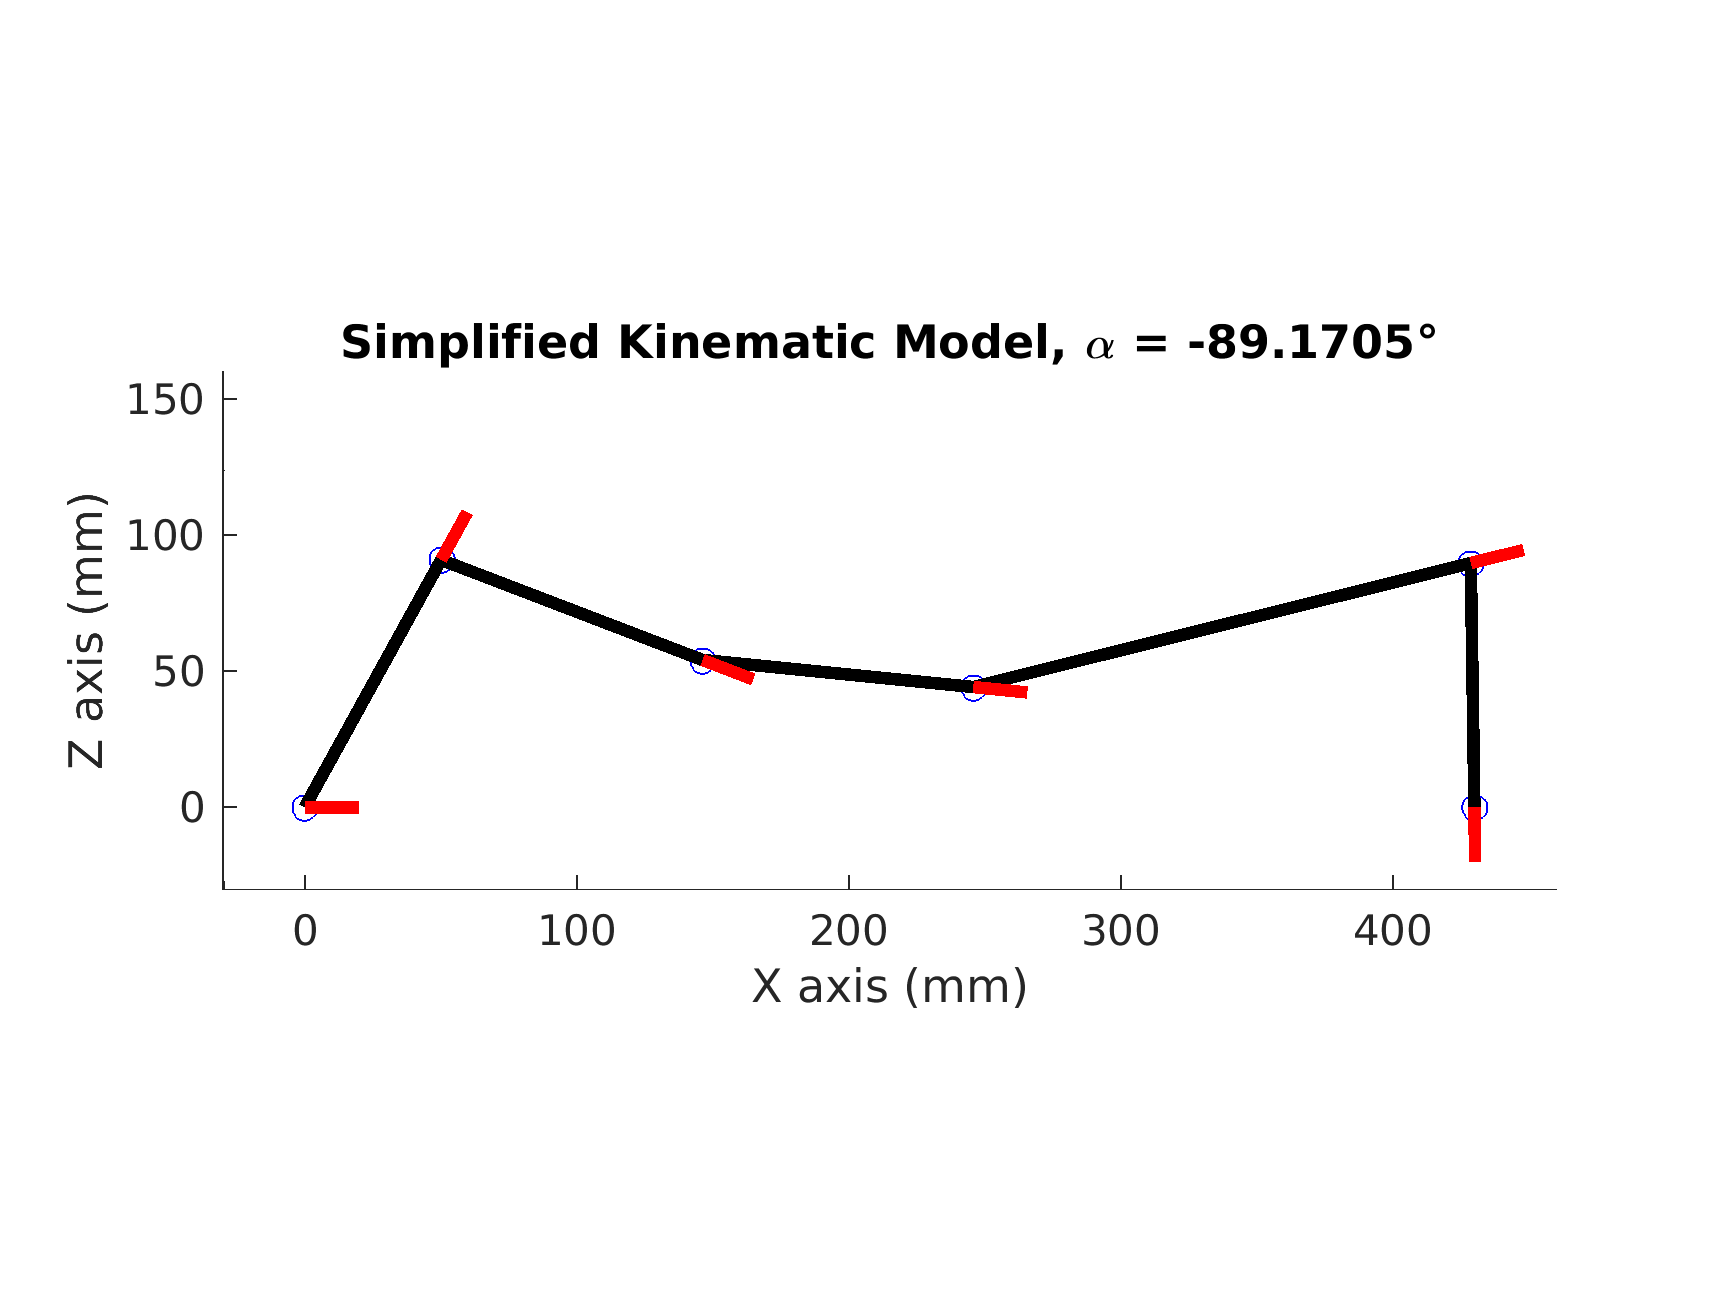 Simplified Kinematic Model, α = -89.1705°
150
100
50
0
Z axis (mm)
0 100 200 300 400
X axis (mm)